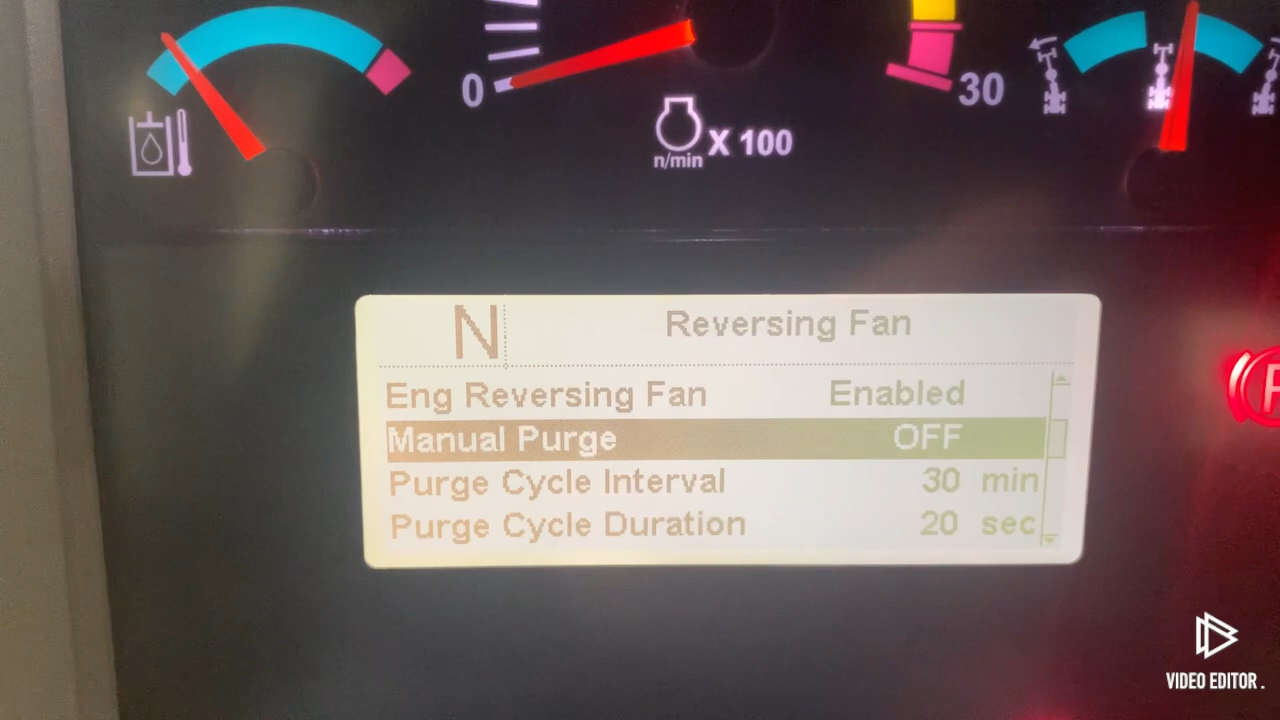 0
30
n/min X 100
N Reversing Fan
Eng Reversing Fan Enabled
Manual Purge OFF
Purge Cycle Interval 30 min
Purge Cycle Duration 20 sec
VIDEO EDITOR .